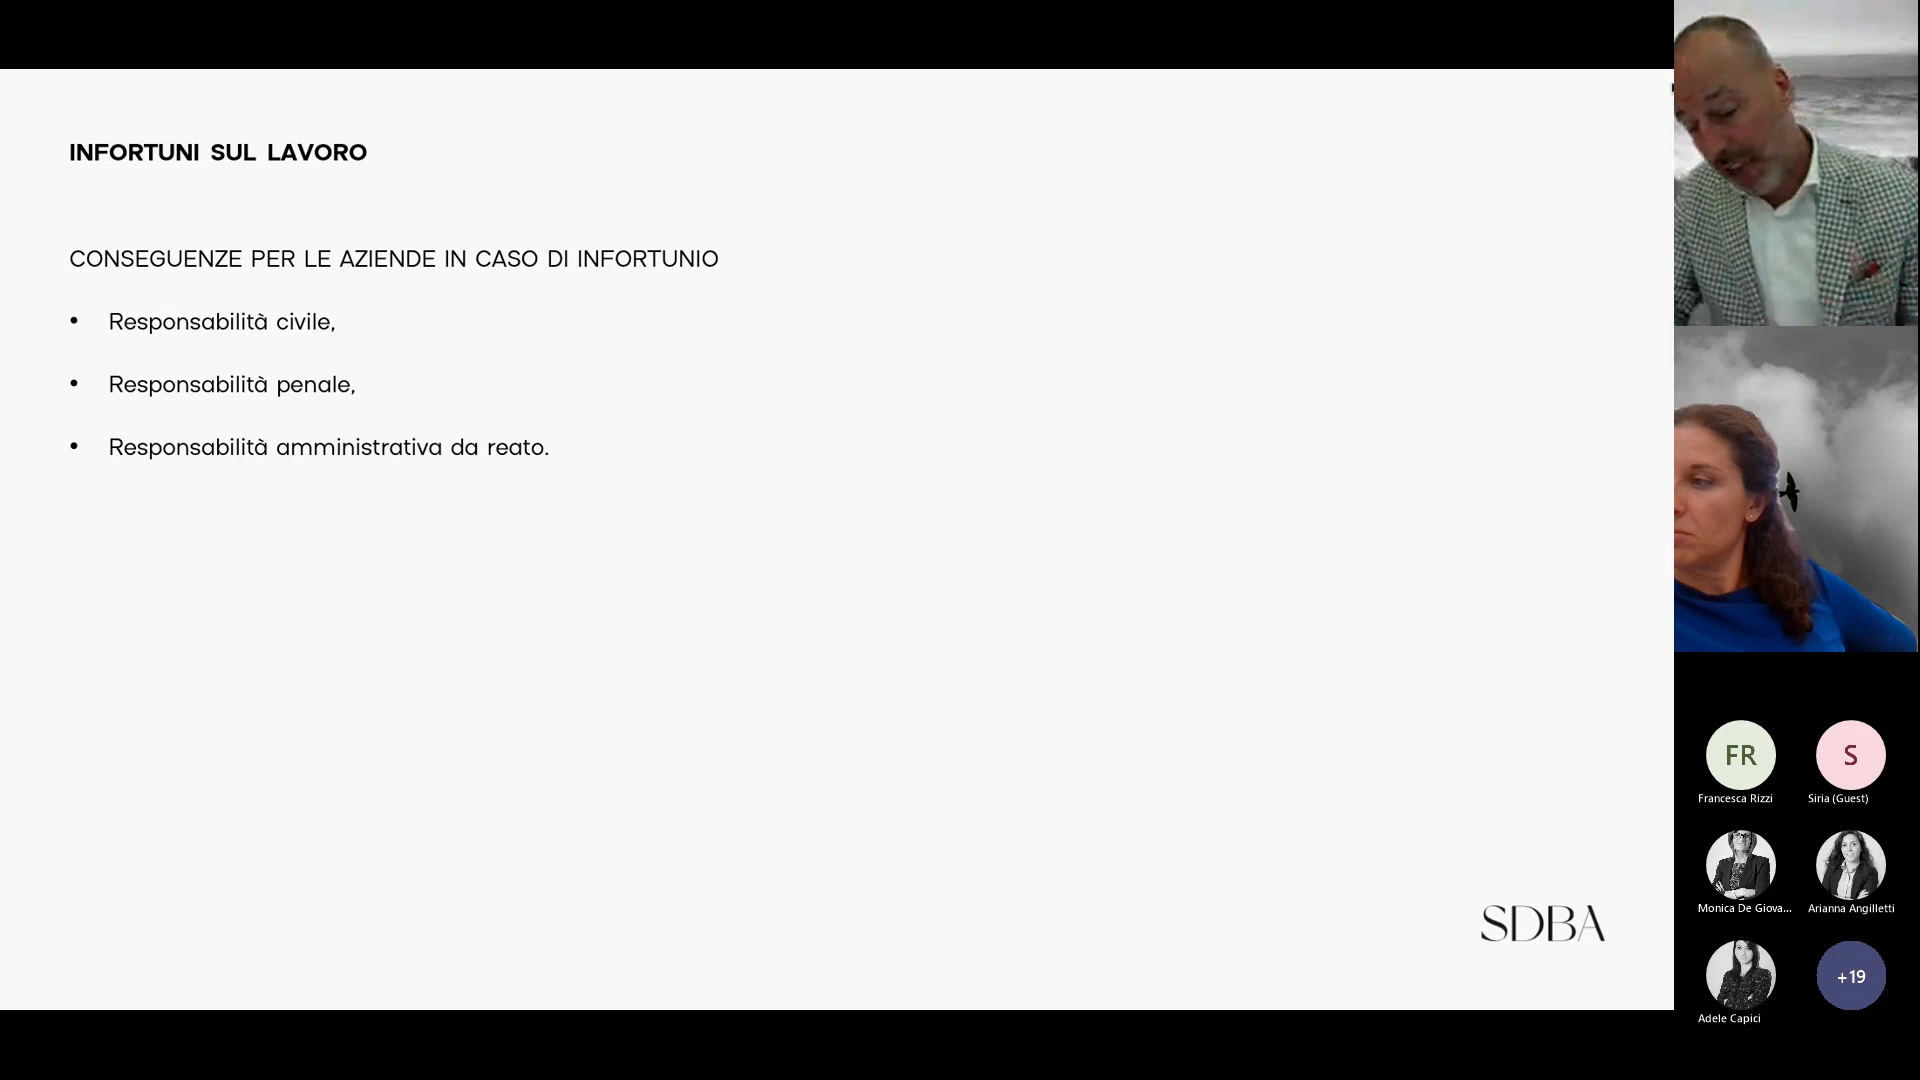 INFORTUNI SUL LAVORO
CONSEGUENZE PER LE AZIENDE IN CASO DI INFORTUNIO
• Responsabilità civile,
• Responsabilità penale,
• Responsabilità amministrativa da reato.
SDBA
FR
S
Francesca Rizzi
Siria (Guest)
Monica De Giova...
Arianna Angilletti
+19
Adele Capici